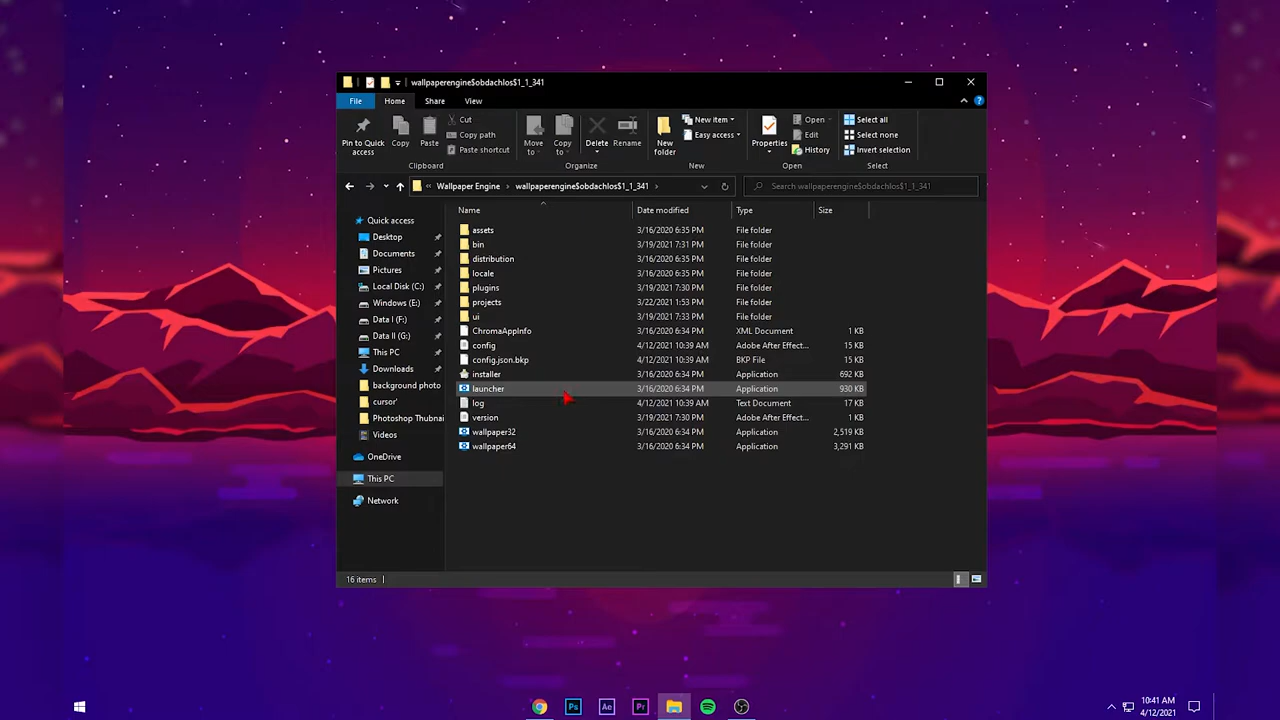 wallpaperengine$obdachlos$1_1_341
File Home Share View
Pin to Quick access
Copy
Paste
Cut
Copy path
Paste shortcut
Clipboard
Move to
Copy to
Delete
Rename
Organize
New folder
New item
Easy access
New
Properties
Open
Edit
History
Open
Select all
Select none
Invert selection
Select
Wallpaper Engine wallpaperengine$obdachlos$1_1_341
Search wallpaperengine$obdachlos$1_1_341
Quick access
Desktop
Documents
Pictures
Local Disk (C:)
Windows (E:)
Data I (F:)
Data II (G:)
This PC
Downloads
background photo
cursor'
Photoshop Thubnai
Videos
OneDrive
This PC
Network
Name Date modified Type Size
assets 3/16/2020 6:35 PM File folder
bin 3/19/2021 7:31 PM File folder
distribution 3/16/2020 6:35 PM File folder
locale 3/16/2020 6:35 PM File folder
plugins 3/19/2021 7:30 PM File folder
projects 3/22/2021 1:53 PM File folder
ui 3/19/2021 7:33 PM File folder
ChromaAppInfo 3/16/2020 6:34 PM XML Document 1 KB
config 4/12/2021 10:39 AM Adobe After Effect... 15 KB
config.json.bkp 4/12/2021 10:39 AM BKP File 15 KB
installer 3/16/2020 6:34 PM Application 692 KB
launcher 3/16/2020 6:34 PM Application 930 KB
log 4/12/2021 10:39 AM Text Document 17 KB
version 3/19/2021 7:30 PM Adobe After Effect... 1 KB
wallpaper32 3/16/2020 6:34 PM Application 2,519 KB
wallpaper64 3/16/2020 6:34 PM Application 3,291 KB
16 items
Ps Ae Pr
10:41 AM
4/12/2021